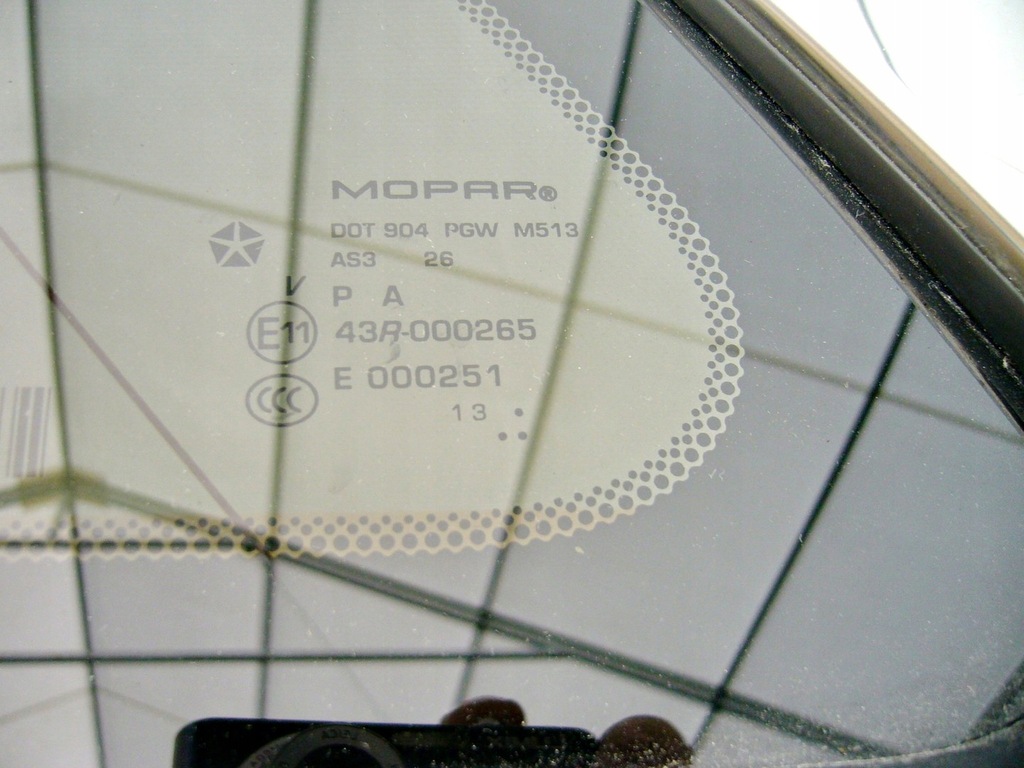 MOPAR®
DOT 904 PGW M513
AS3 26
V P A
E11 43R-000265
CCC E 000251
13